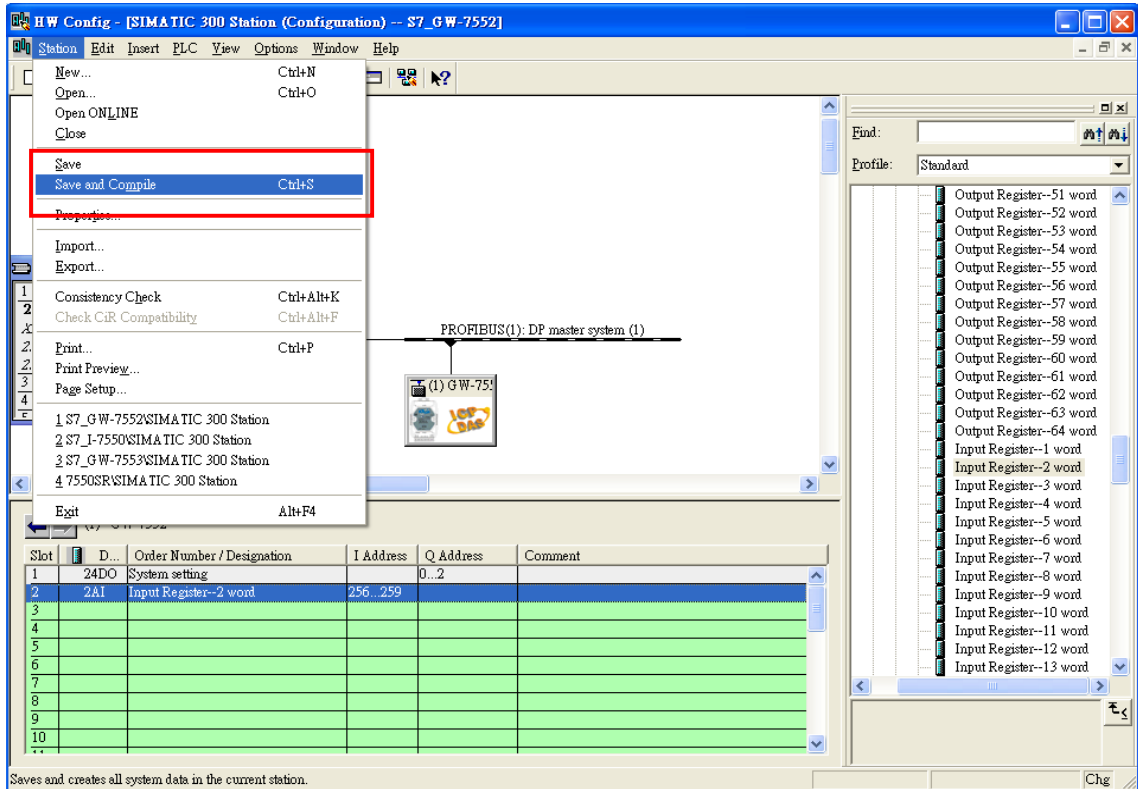 HW Config - [SIMATIC 300 Station (Configuration) -- S7_GW-7552]
Station Edit Insert PLC View Options Window Help
New... Ctrl+N
Open... Ctrl+O
Open ONLINE
Close
Save
Save and Compile Ctrl+S
Properties...
Import...
Export...
Consistency Check Ctrl+Alt+K
Check CiR Compatibility Ctrl+Alt+F
Print... Ctrl+P
Print Preview...
Page Setup...
1 S7_GW-7552\SIMATIC 300 Station
2 S7_I-7550\SIMATIC 300 Station
3 S7_GW-7553\SIMATIC 300 Station
4 7550SR\SIMATIC 300 Station
Exit Alt+F4
1
2
X
2.
2.
3
4
PROFIBUS(1): DP master system (1)
(1) GW-755
ICP
DAS
Find:
Profile: Standard
Output Register--51 word
Output Register--52 word
Output Register--53 word
Output Register--54 word
Output Register--55 word
Output Register--56 word
Output Register--57 word
Output Register--58 word
Output Register--59 word
Output Register--60 word
Output Register--61 word
Output Register--62 word
Output Register--63 word
Output Register--64 word
Input Register--1 word
Input Register--2 word
Input Register--3 word
Input Register--4 word
Input Register--5 word
Input Register--6 word
Input Register--7 word
Input Register--8 word
Input Register--9 word
Input Register--10 word
Input Register--11 word
Input Register--12 word
Input Register--13 word
(1) GW-7552
Slot D... Order Number / Designation I Address Q Address Comment
1 24DO System setting 0...2
2 2AI Input Register--2 word 256...259
3
4
5
6
7
8
9
10
Saves and creates all system data in the current station.
Chg